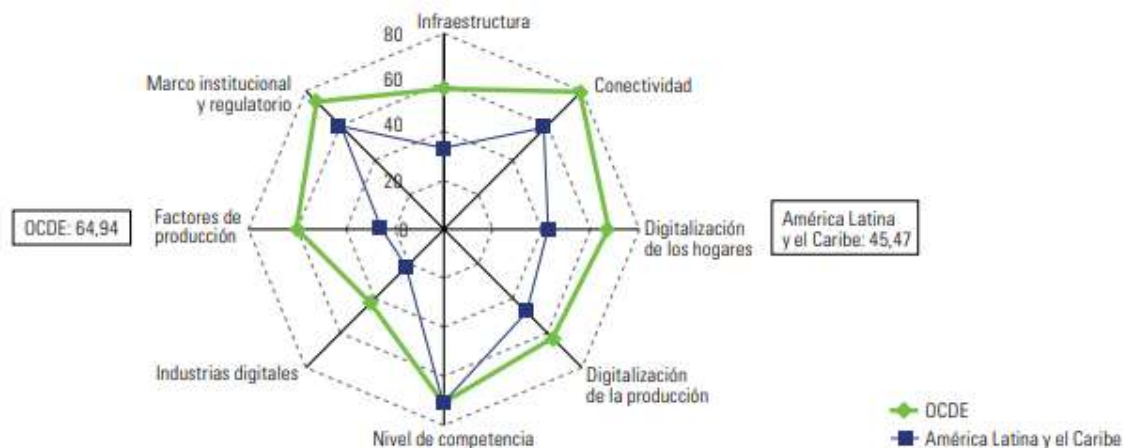 Infraestructura
80
60
40
20
0
Conectividad
Digitalización
de los hogares
Digitalización
de la producción
Nivel de competencia
Industrias digitales
Factores de
producción
Marco institucional
y regulatorio
OCDE: 64,94
América Latina
y el Caribe: 45,47
OCDE
América Latina y el Caribe